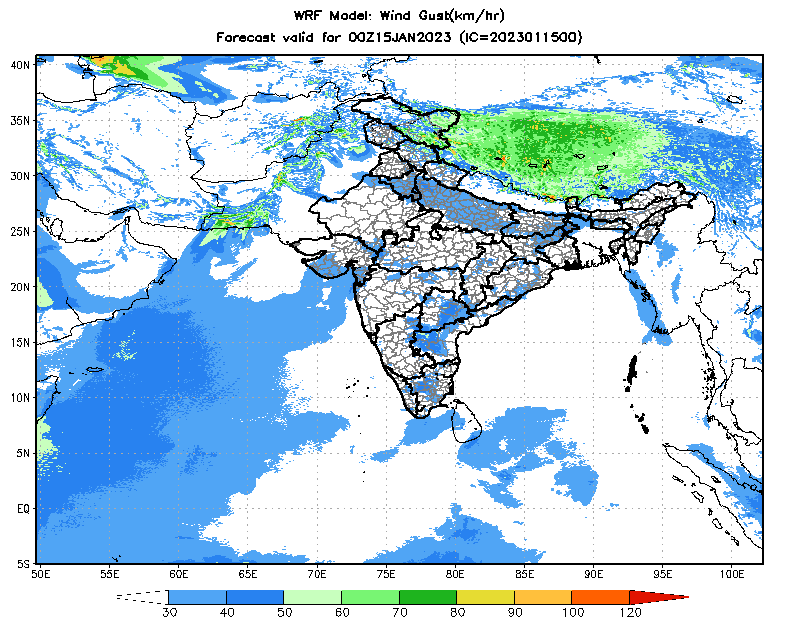 WRF Model: Wind Gust(km/hr)
Forecast valid for 00Z15JAN2023 (IC=2023011500)
40N
35N
30N
25N
20N
15N
10N
5N
EQ
5S
50E 55E 60E 65E 70E 75E 80E 85E 90E 95E 100E
30 40 50 60 70 80 90 100 120